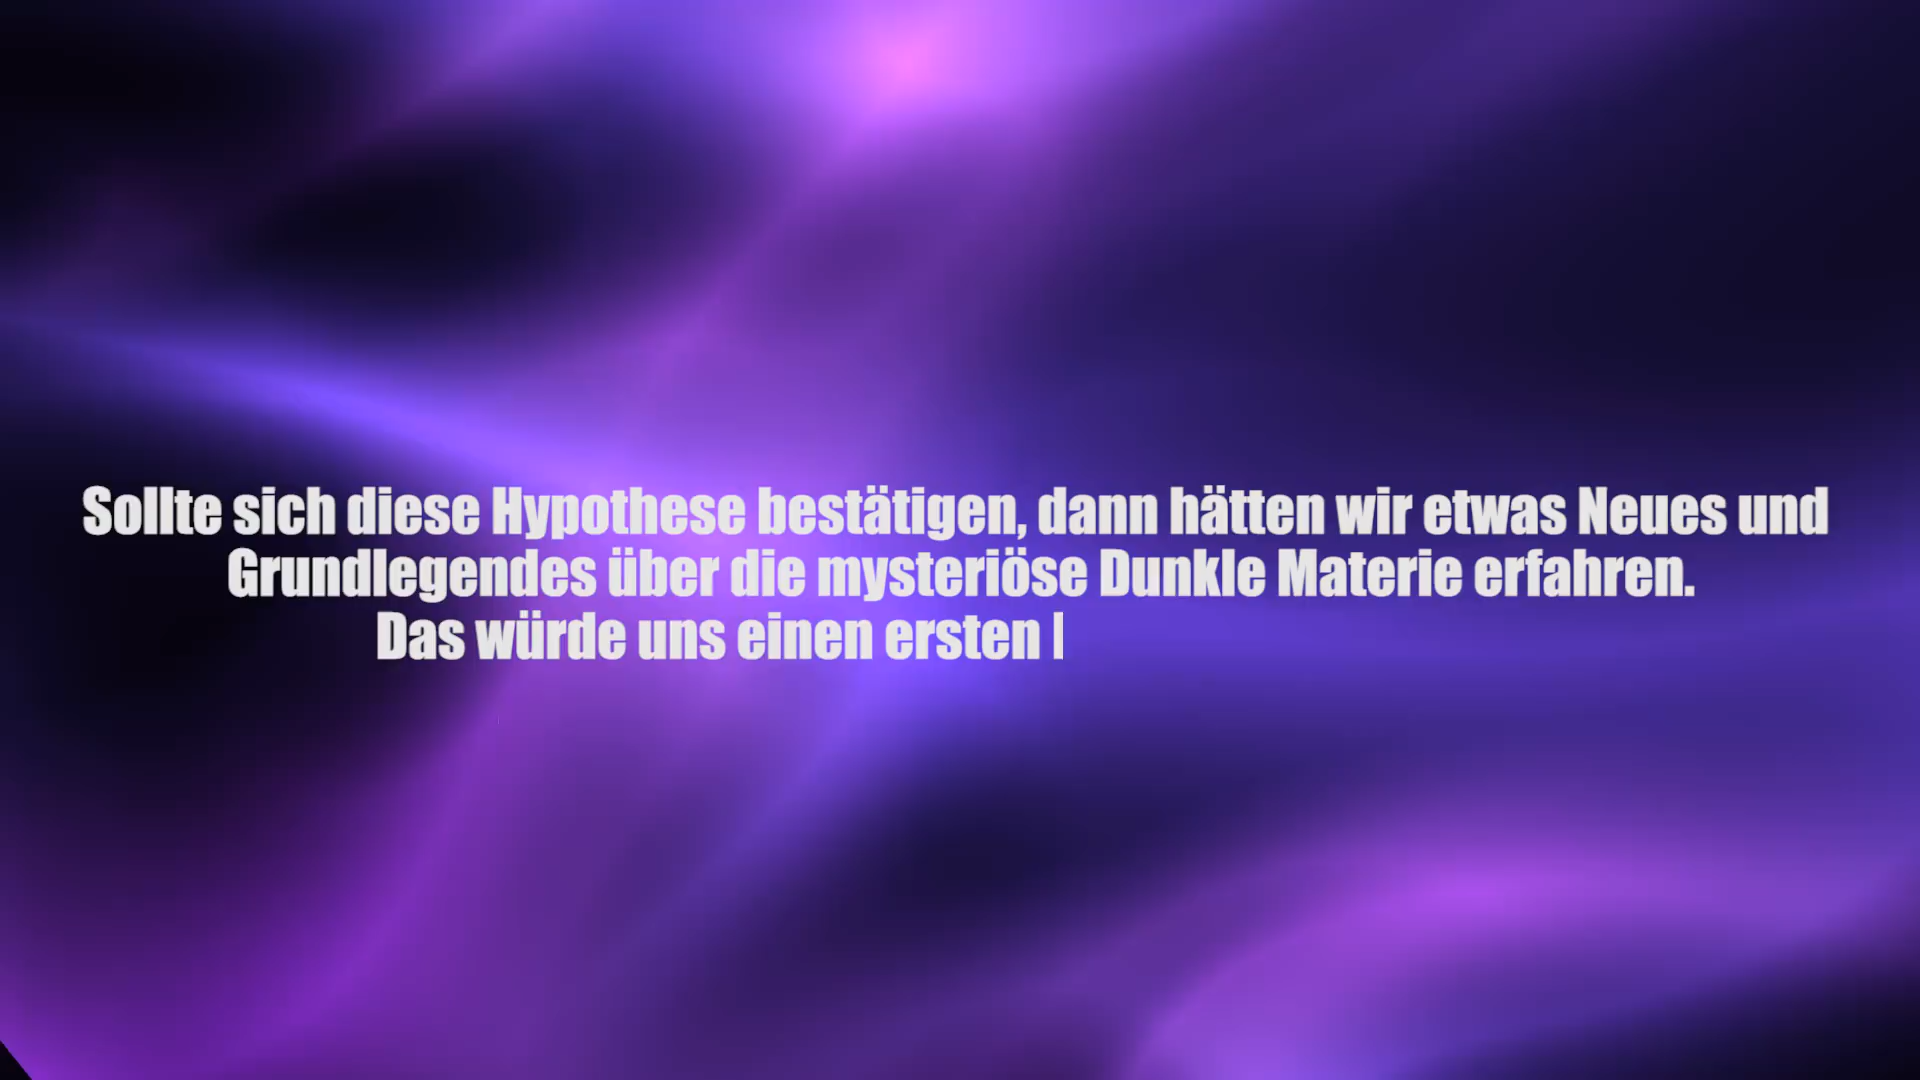 Sollte sich diese Hypothese bestätigen, dann hätten wir etwas Neues und
Grundlegendes über die mysteriöse Dunkle Materie erfahren.
Das würde uns einen ersten